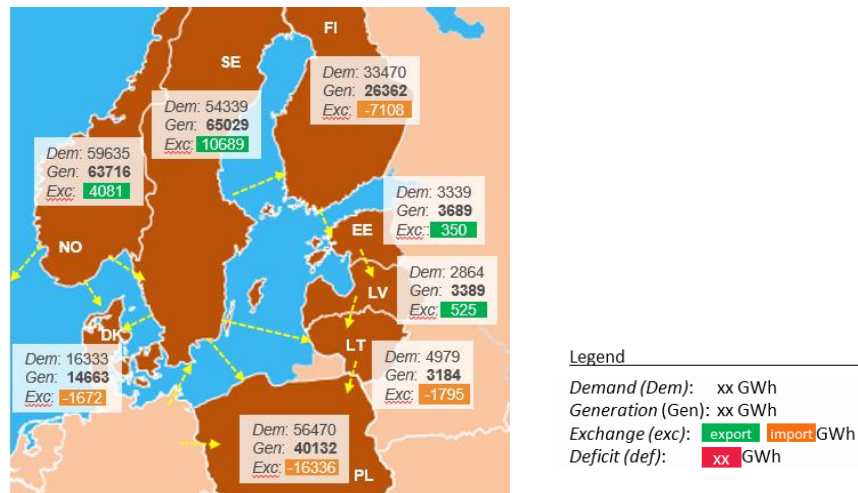 FI
SE
Dem: 33470
Gen: 26362
Exc: -7108
Dem: 54339
Gen: 65029
Exc: 10689
Dem: 59635
Gen: 63716
Exc: 4081
NO
Dem: 3339
Gen: 3689
Exc:: 350
EE
Dem: 2864
Gen: 3389
Exc: 525
LV
DK
LT
Dem: 16333
Gen: 14663
Exc: -1672
Dem: 4979
Gen: 3184
Exc: -1795
Dem: 56470
Gen: 40132
Exc: -16336
PL
Legend
Demand (Dem): xx GWh
Generation (Gen): xx GWh
Exchange (exc): export import GWh
Deficit (def): xx GWh